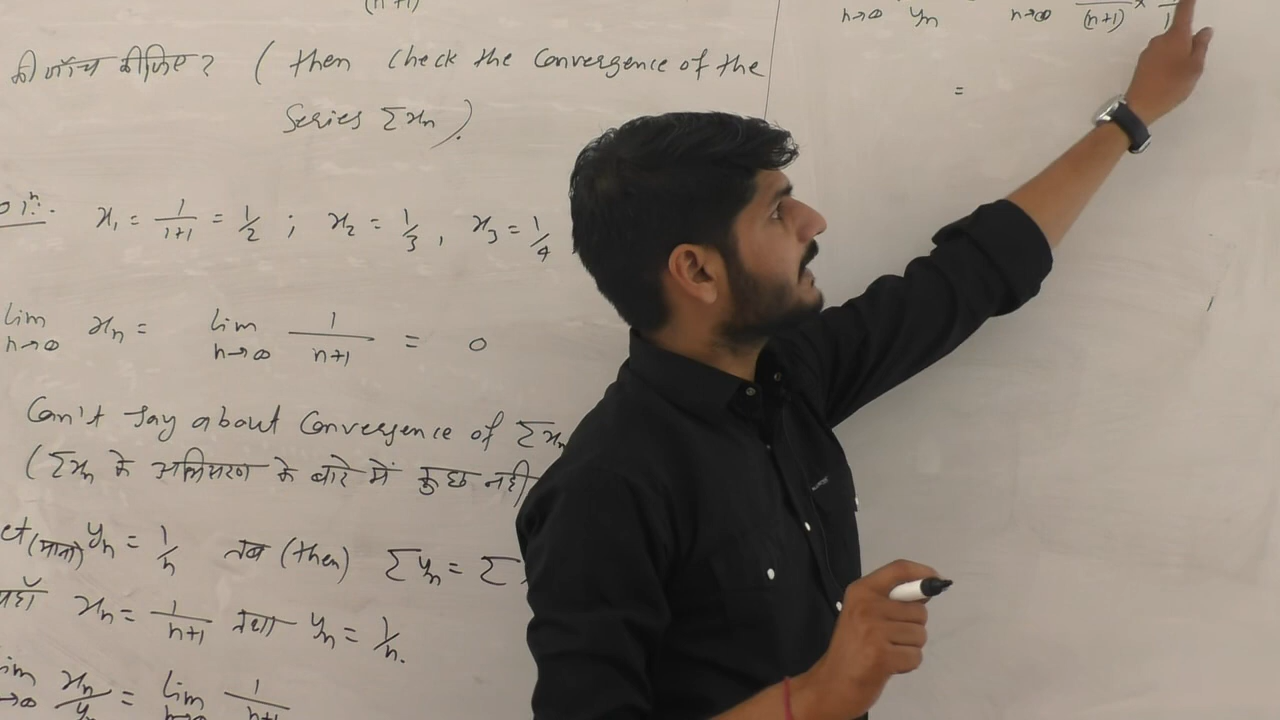 (n+1)
की जाँच कीजिए? ( then check the Convergence of the
Series Σxn ).
x₁ = 1/1+1 = 1/2 ; x₂ = 1/3 , x₃ = 1/4
lim n→∞ xn = lim n→∞ 1/n+1 = 0
Can't say about Convergence of Σxn
(Σxn के अभिसरण के बारे में कुछ नहीं
(माना) yn = 1/n तब (then) Σyn = Σ
xn = 1/n+1 तथा yn = 1/n.
lim xn/yn = lim n→∞ 1/n+1
n→∞ yn n→∞ (n+1) ×
=